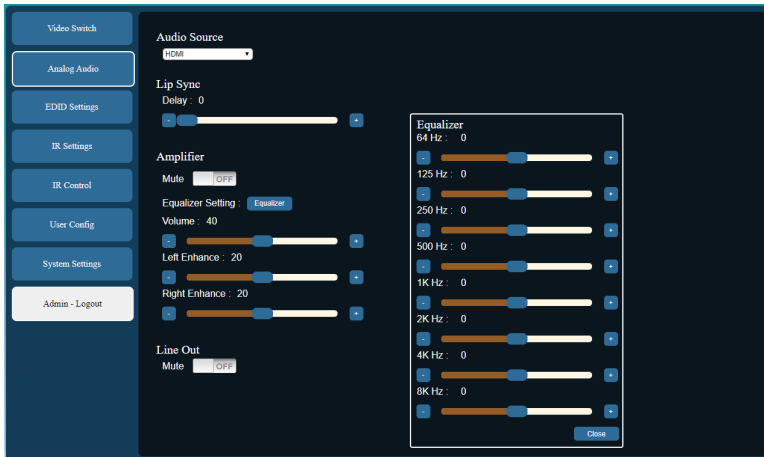 Video Switch
Analog Audio
EDID Settings
IR Settings
IR Control
User Config
System Settings
Admin - Logout
Audio Source
HDMI
Lip Sync
Delay : 0
- +
Amplifier
Mute OFF
Equalizer Setting : Equalizer
Volume : 40
- +
Left Enhance : 20
- +
Right Enhance : 20
- +
Line Out
Mute OFF
Equalizer
64 Hz : 0
- +
125 Hz : 0
- +
250 Hz : 0
- +
500 Hz : 0
- +
1K Hz : 0
- +
2K Hz : 0
- +
4K Hz : 0
- +
8K Hz : 0
- +
Close